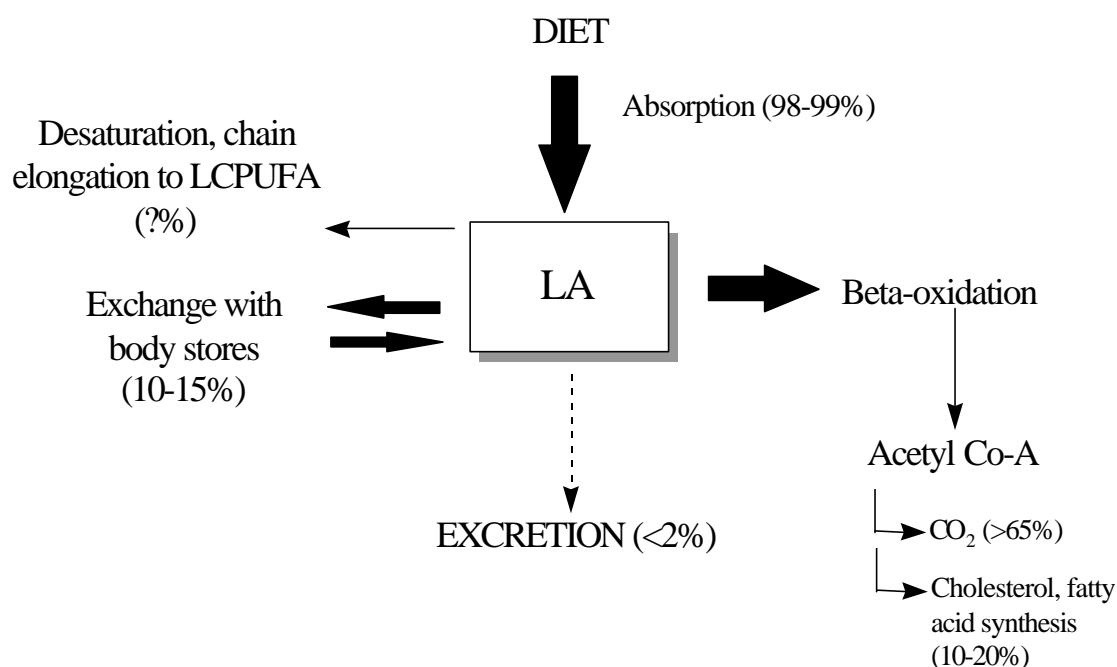 DIET
Absorption (98-99%)
Desaturation, chain
elongation to LCPUFA
(?%)
LA
Exchange with
body stores
(10-15%)
Beta-oxidation
Acetyl Co-A
EXCRETION (<2%)
CO₂ (>65%)
Cholesterol, fatty
acid synthesis
(10-20%)